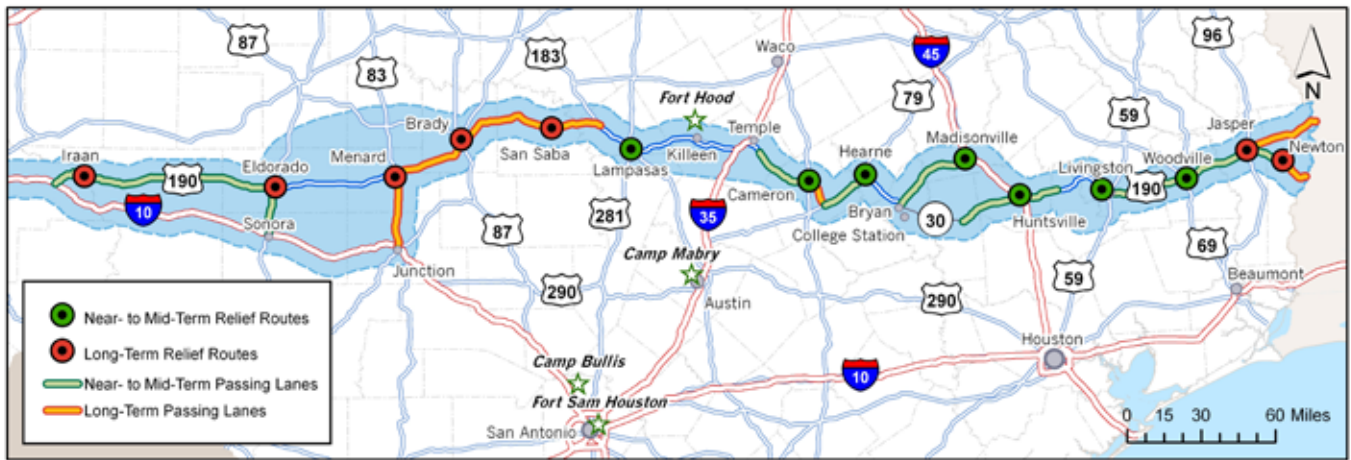 87
83
183
Waco
45
96
N
Fort Hood
79
59
Brady
Temple
Madisonville
Jasper
Iraan
Eldorado
Menard
San Saba
Killeen
Hearne
Livingston
Woodville
Newton
190
Lampasas
Cameron
190
10
Sonora
281
35
Bryan
College Station
30
Huntsville
87
69
Junction
Camp Mabry
59
Beaumont
290
Austin
290
Near- to Mid-Term Relief Routes
Long-Term Relief Routes
Near- to Mid-Term Passing Lanes
Long-Term Passing Lanes
Camp Bullis
10
Houston
Fort Sam Houston
San Antonio
0 15 30 60 Miles